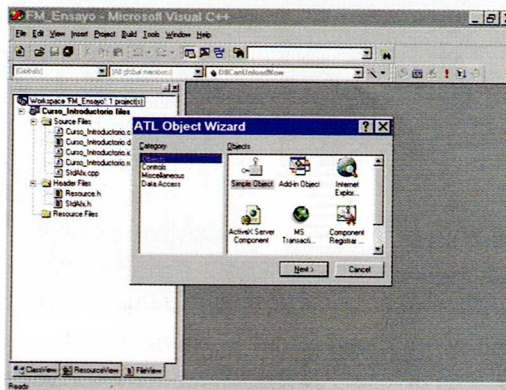 FM_Ensayo - Microsoft Visual C++
File Edit View Insert Project Build Tools Window Help
(Globals) (All global members) DllCanUnloadNow
Workspace 'FM_Ensayo': 1 project(s)
Curso_Introductorio files
Source Files
Curso_Introductorio.c
Curso_Introductorio.d
Curso_Introductorio.
Curso_Introductorio.
StdAfx.cpp
Header Files
Resource.h
StdAfx.h
Resource Files
ATL Object Wizard
Category
Objects
Controls
Miscellaneous
Data Access
Objects
Simple Object Add-in Object Internet Explor...
ActiveX Server Component MS Transacti... Component Registrar ...
Next > Cancel
ClassView ResourceView FileView
Ready